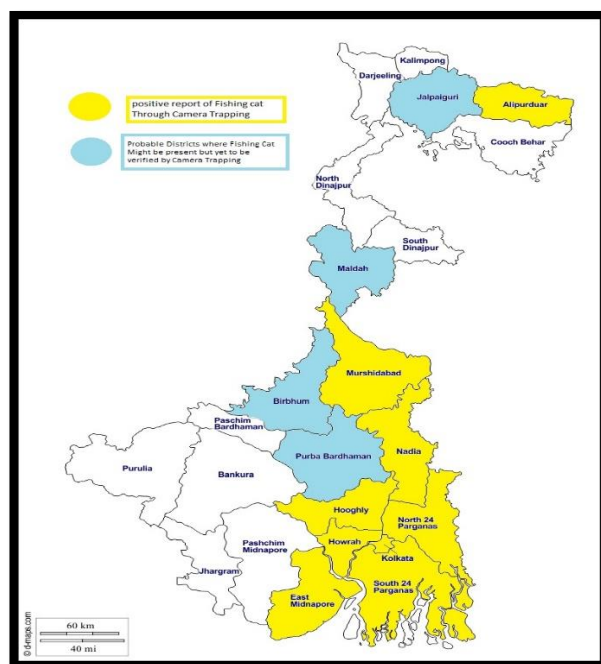 Kalimpong
Darjeeling
Jalpaiguri
Alipurduar
Cooch Behar
positive report of Fishing cat
Through Camera Trapping
Probable Districts where Fishing Cat
Might be present but yet to be
verified by Camera Trapping
North
Dinajpur
South
Dinajpur
Maldah
Murshidabad
Birbhum
Paschim
Bardhaman
Purba Bardhaman
Nadia
Purulia
Bankura
Hooghly
North 24
Parganas
Howrah
Kolkata
Pashchim
Midnapore
Jhargram
South 24
Parganas
East
Midnapore
60 km
40 mi
© d-maps.com